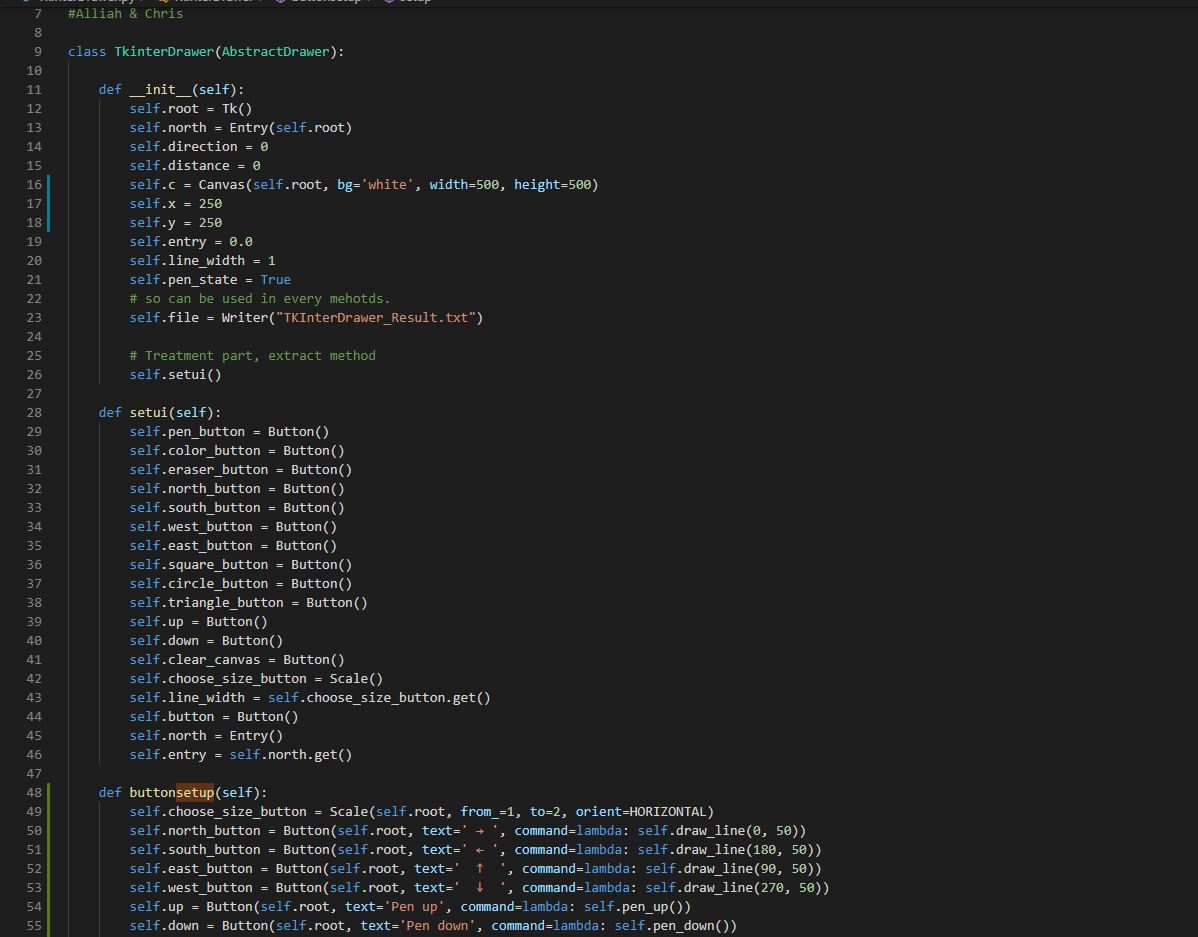 7 #Alliah & Chris
8
9 class TkinterDrawer(AbstractDrawer):
10
11     def __init__(self):
12         self.root = Tk()
13         self.north = Entry(self.root)
14         self.direction = 0
15         self.distance = 0
16         self.c = Canvas(self.root, bg='white', width=500, height=500)
17         self.x = 250
18         self.y = 250
19         self.entry = 0.0
20         self.line_width = 1
21         self.pen_state = True
22         # so can be used in every mehotds.
23         self.file = Writer("TKInterDrawer_Result.txt")
24
25         # Treatment part, extract method
26         self.setui()
27
28     def setui(self):
29         self.pen_button = Button()
30         self.color_button = Button()
31         self.eraser_button = Button()
32         self.north_button = Button()
33         self.south_button = Button()
34         self.west_button = Button()
35         self.east_button = Button()
36         self.square_button = Button()
37         self.circle_button = Button()
38         self.triangle_button = Button()
39         self.up = Button()
40         self.down = Button()
41         self.clear_canvas = Button()
42         self.choose_size_button = Scale()
43         self.line_width = self.choose_size_button.get()
44         self.button = Button()
45         self.north = Entry()
46         self.entry = self.north.get()
47
48     def buttonsetup(self):
49         self.choose_size_button = Scale(self.root, from_=1, to=2, orient=HORIZONTAL)
50         self.north_button = Button(self.root, text=' → ', command=lambda: self.draw_line(0, 50))
51         self.south_button = Button(self.root, text=' ← ', command=lambda: self.draw_line(180, 50))
52         self.east_button = Button(self.root, text='  ↑  ', command=lambda: self.draw_line(90, 50))
53         self.west_button = Button(self.root, text='  ↓  ', command=lambda: self.draw_line(270, 50))
54         self.up = Button(self.root, text='Pen up', command=lambda: self.pen_up())
55         self.down = Button(self.root, text='Pen down', command=lambda: self.pen_down())